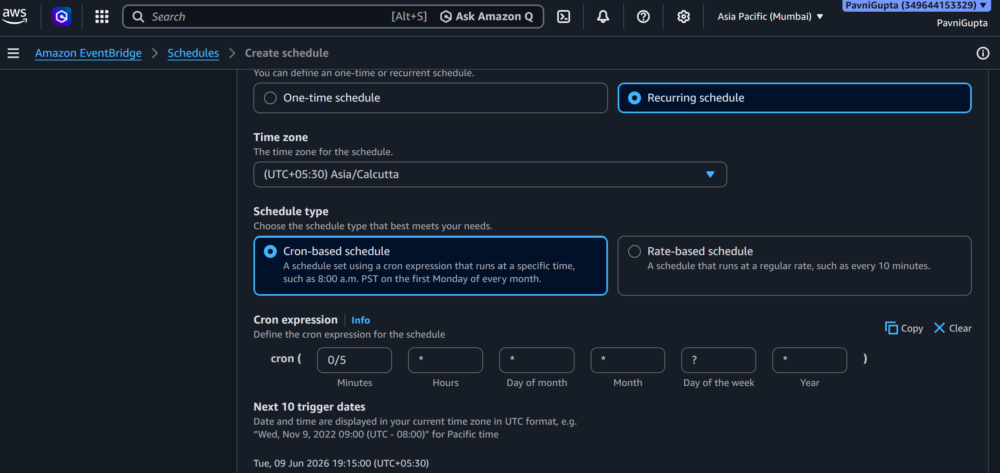 aws
Search
[Alt+S]
Ask Amazon Q
Asia Pacific (Mumbai)
PavniGupta (349644153329)
PavniGupta
Amazon EventBridge
Schedules
Create schedule
You can define an one-time or recurrent schedule.
One-time schedule
Recurring schedule
Time zone
The time zone for the schedule.
(UTC+05:30) Asia/Calcutta
Schedule type
Choose the schedule type that best meets your needs.
Cron-based schedule
A schedule set using a cron expression that runs at a specific time,
such as 8:00 a.m. PST on the first Monday of every month.
Rate-based schedule
A schedule that runs at a regular rate, such as every 10 minutes.
Cron expression
Info
Define the cron expression for the schedule
Copy
Clear
cron ( 0/5 * * * ? * )
Minutes Hours Day of month Month Day of the week Year
Next 10 trigger dates
Date and time are displayed in your current time zone in UTC format, e.g.
“Wed, Nov 9, 2022 09:00 (UTC - 08:00)” for Pacific time
Tue, 09 Jun 2026 19:15:00 (UTC+05:30)